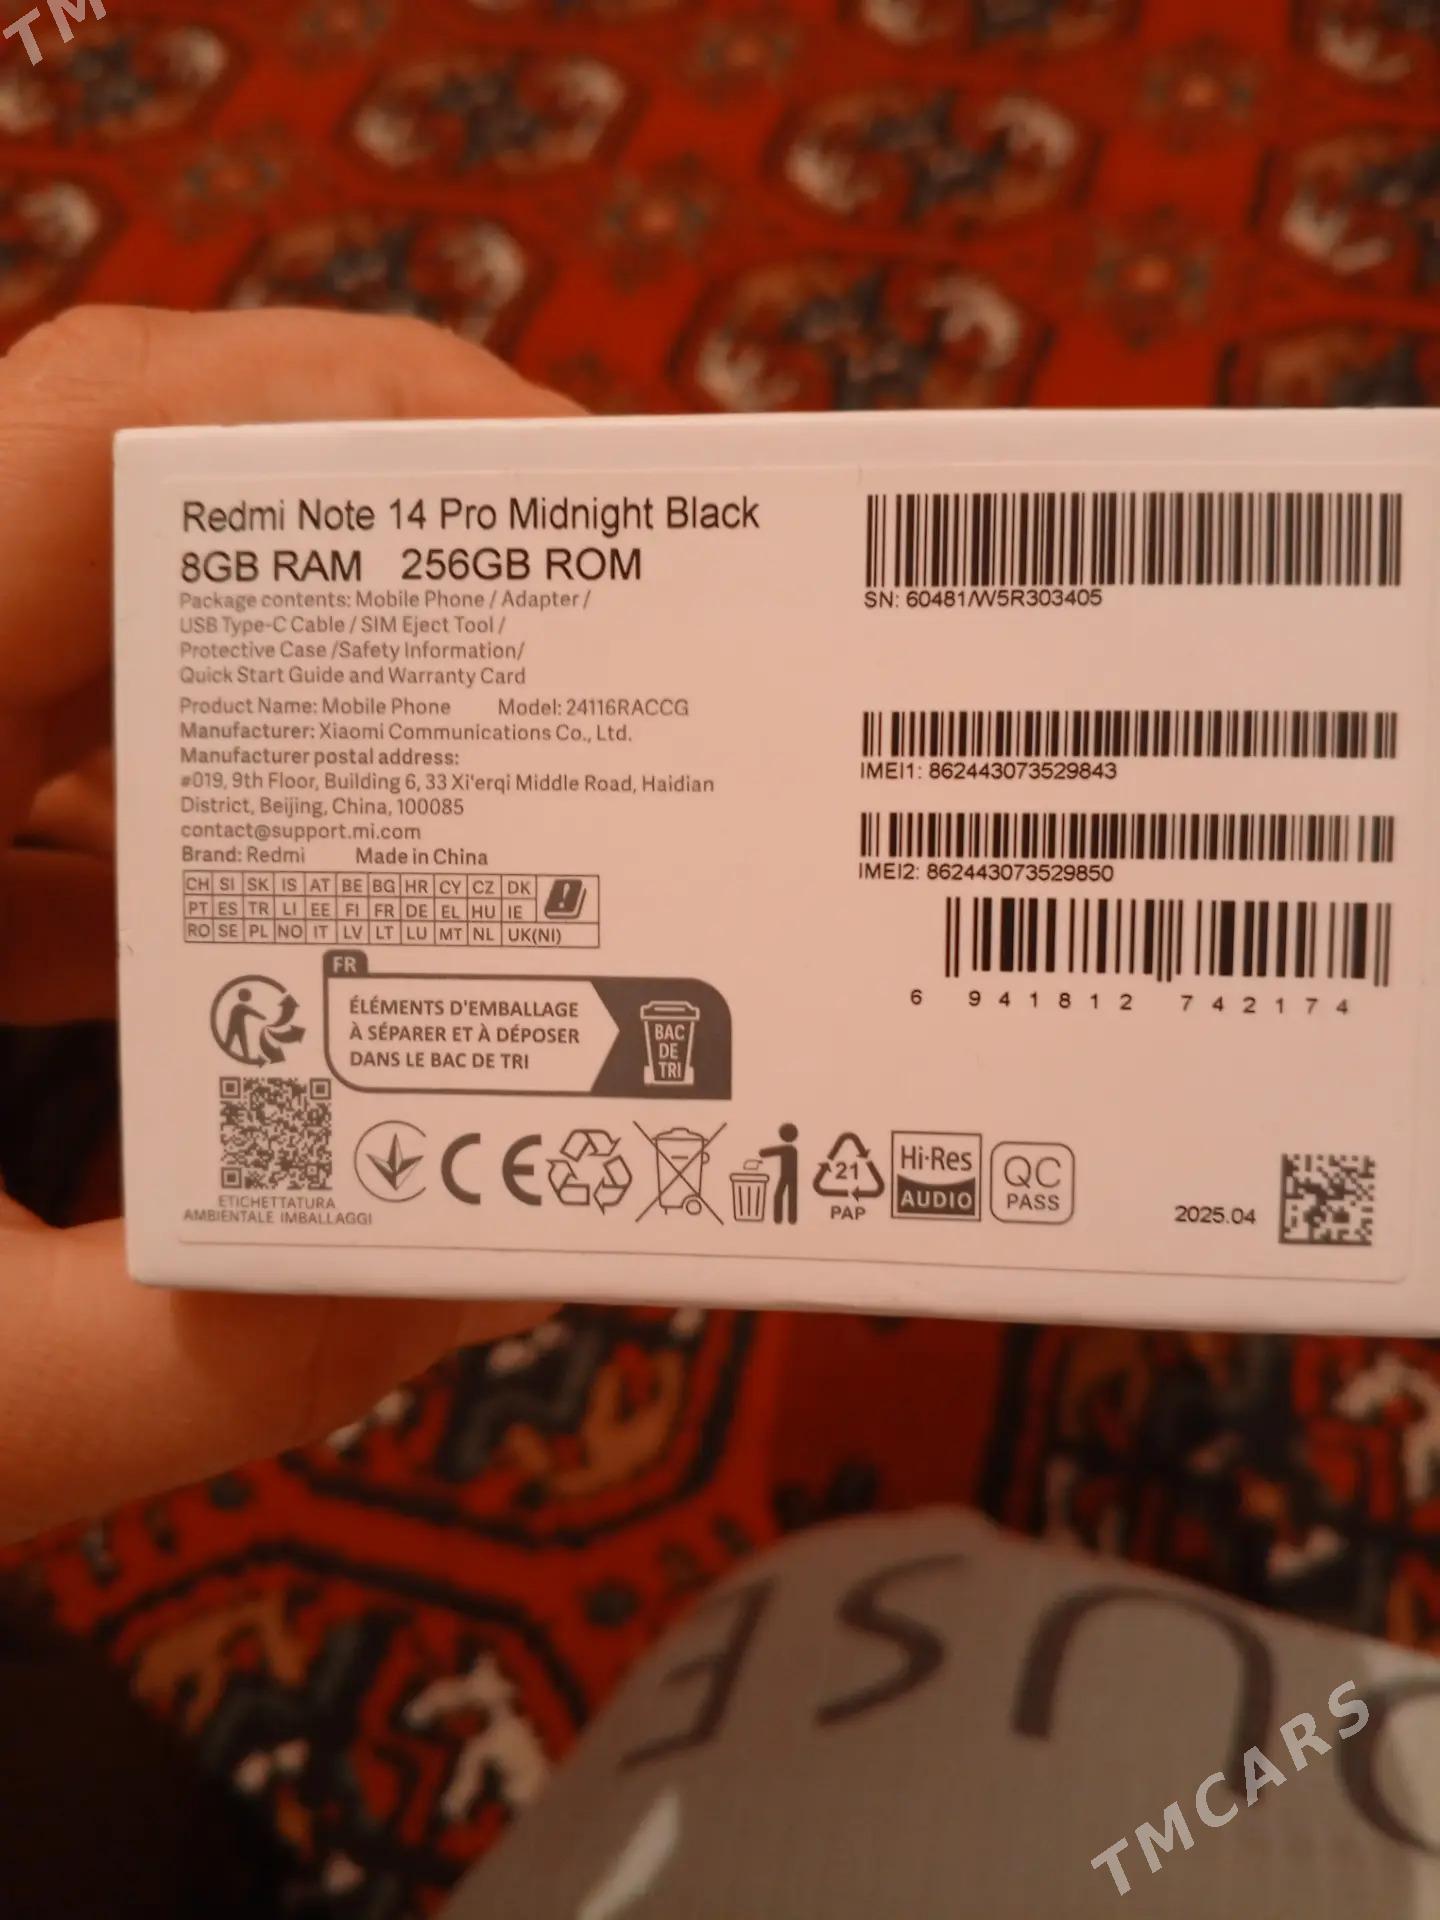 TM
Redmi Note 14 Pro Midnight Black
8GB RAM 256GB ROM
Package contents: Mobile Phone / Adapter /
USB Type-C Cable / SIM Eject Tool /
Protective Case /Safety Information/
Quick Start Guide and Warranty Card
Product Name: Mobile Phone Model: 24116RACCG
Manufacturer: Xiaomi Communications Co., Ltd.
Manufacturer postal address:
#019, 9th Floor, Building 6, 33 Xi'erqi Middle Road, Haidian
District, Beijing, China, 100085
contact@support.mi.com
Brand: Redmi Made in China
CH SI SK IS AT BE BG HR CY CZ DK
PT ES TR LI EE FI FR DE EL HU IE
RO SE PL NO IT LV LT LU MT NL UK(NI)
FR
ÉLÉMENTS D'EMBALLAGE
À SÉPARER ET À DÉPOSER
DANS LE BAC DE TRI
BAC
DE
TRI
ETICHETTATURA
AMBIENTALE IMBALLAGGI
CE
21
PAP
Hi-Res
AUDIO
QC
PASS
SN: 60481/W5R303405
IMEI1: 862443073529843
IMEI2: 862443073529850
6 941812 742174
2025.04
TMCARS